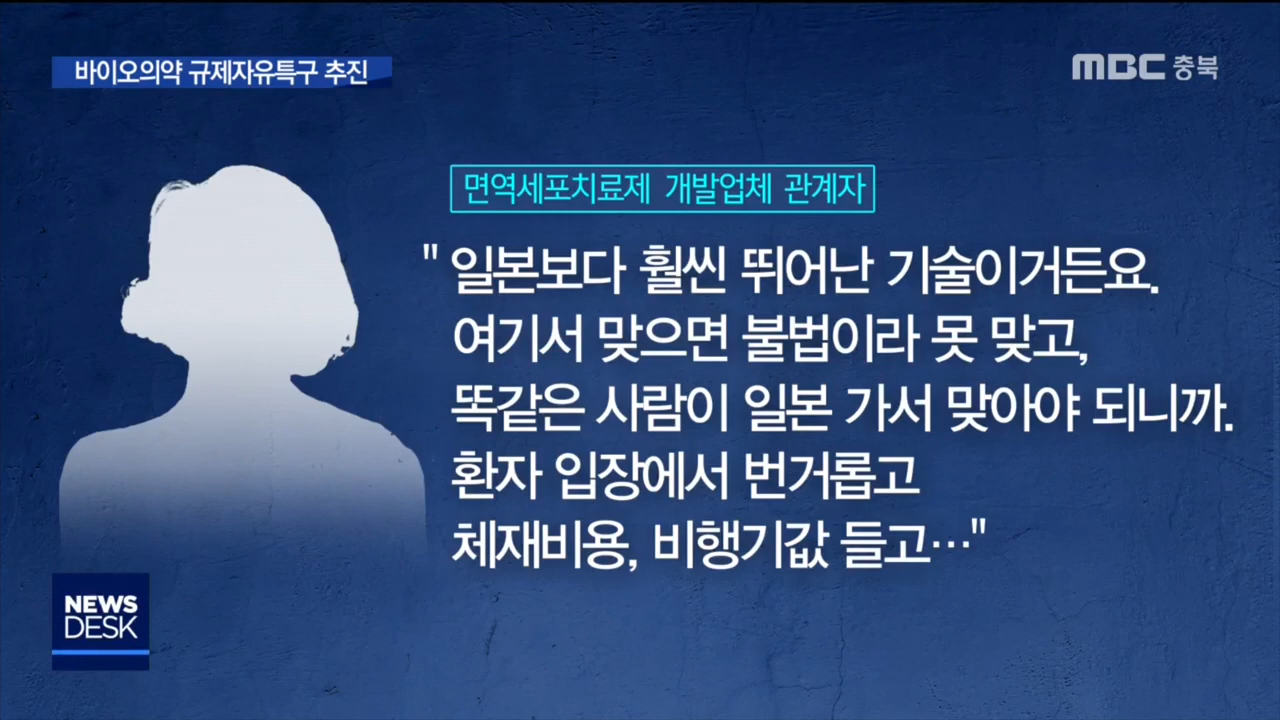 바이오의약 규제자유특구 추진
MBC 충북
면역세포치료제 개발업체 관계자
" 일본보다 훨씬 뛰어난 기술이거든요.
여기서 맞으면 불법이라 못 맞고,
똑같은 사람이 일본 가서 맞아야 되니까.
환자 입장에서 번거롭고
체재비용, 비행기값 들고…"
NEWS
DESK